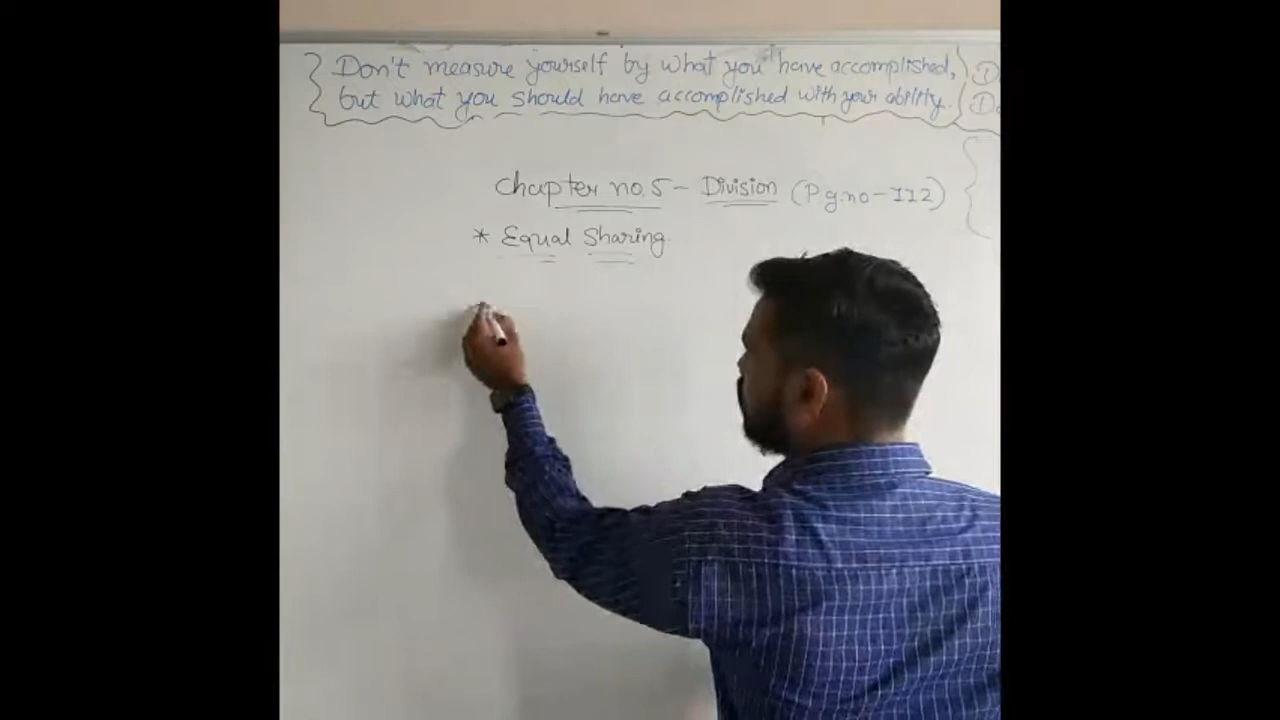 Don't measure yourself by what you have accomplished,
but what you should have accomplished with your ability.
Chapter no. 5 - Division (P.g.no - 112)
* Equal Sharing